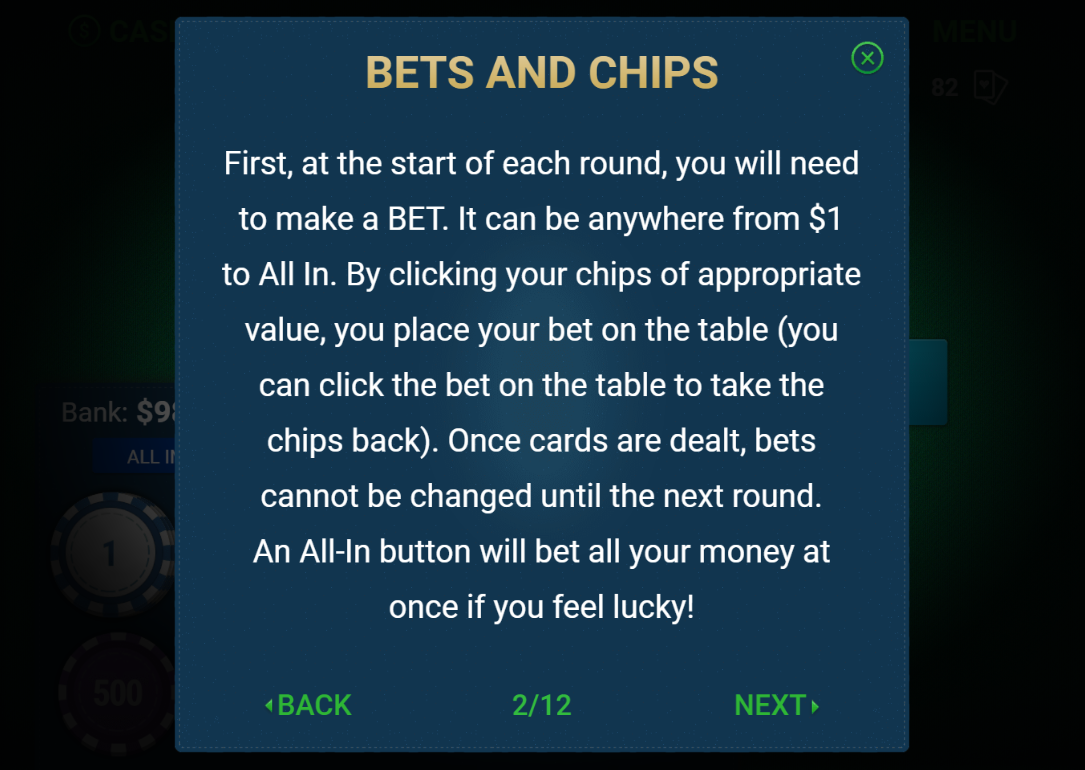 MENU
82
BETS AND CHIPS
First, at the start of each round, you will need
to make a BET. It can be anywhere from $1
to All In. By clicking your chips of appropriate
value, you place your bet on the table (you
can click the bet on the table to take the
chips back). Once cards are dealt, bets
cannot be changed until the next round.
An All-In button will bet all your money at
once if you feel lucky!
BACK
2/12
NEXT
Bank:
ALL
1
500